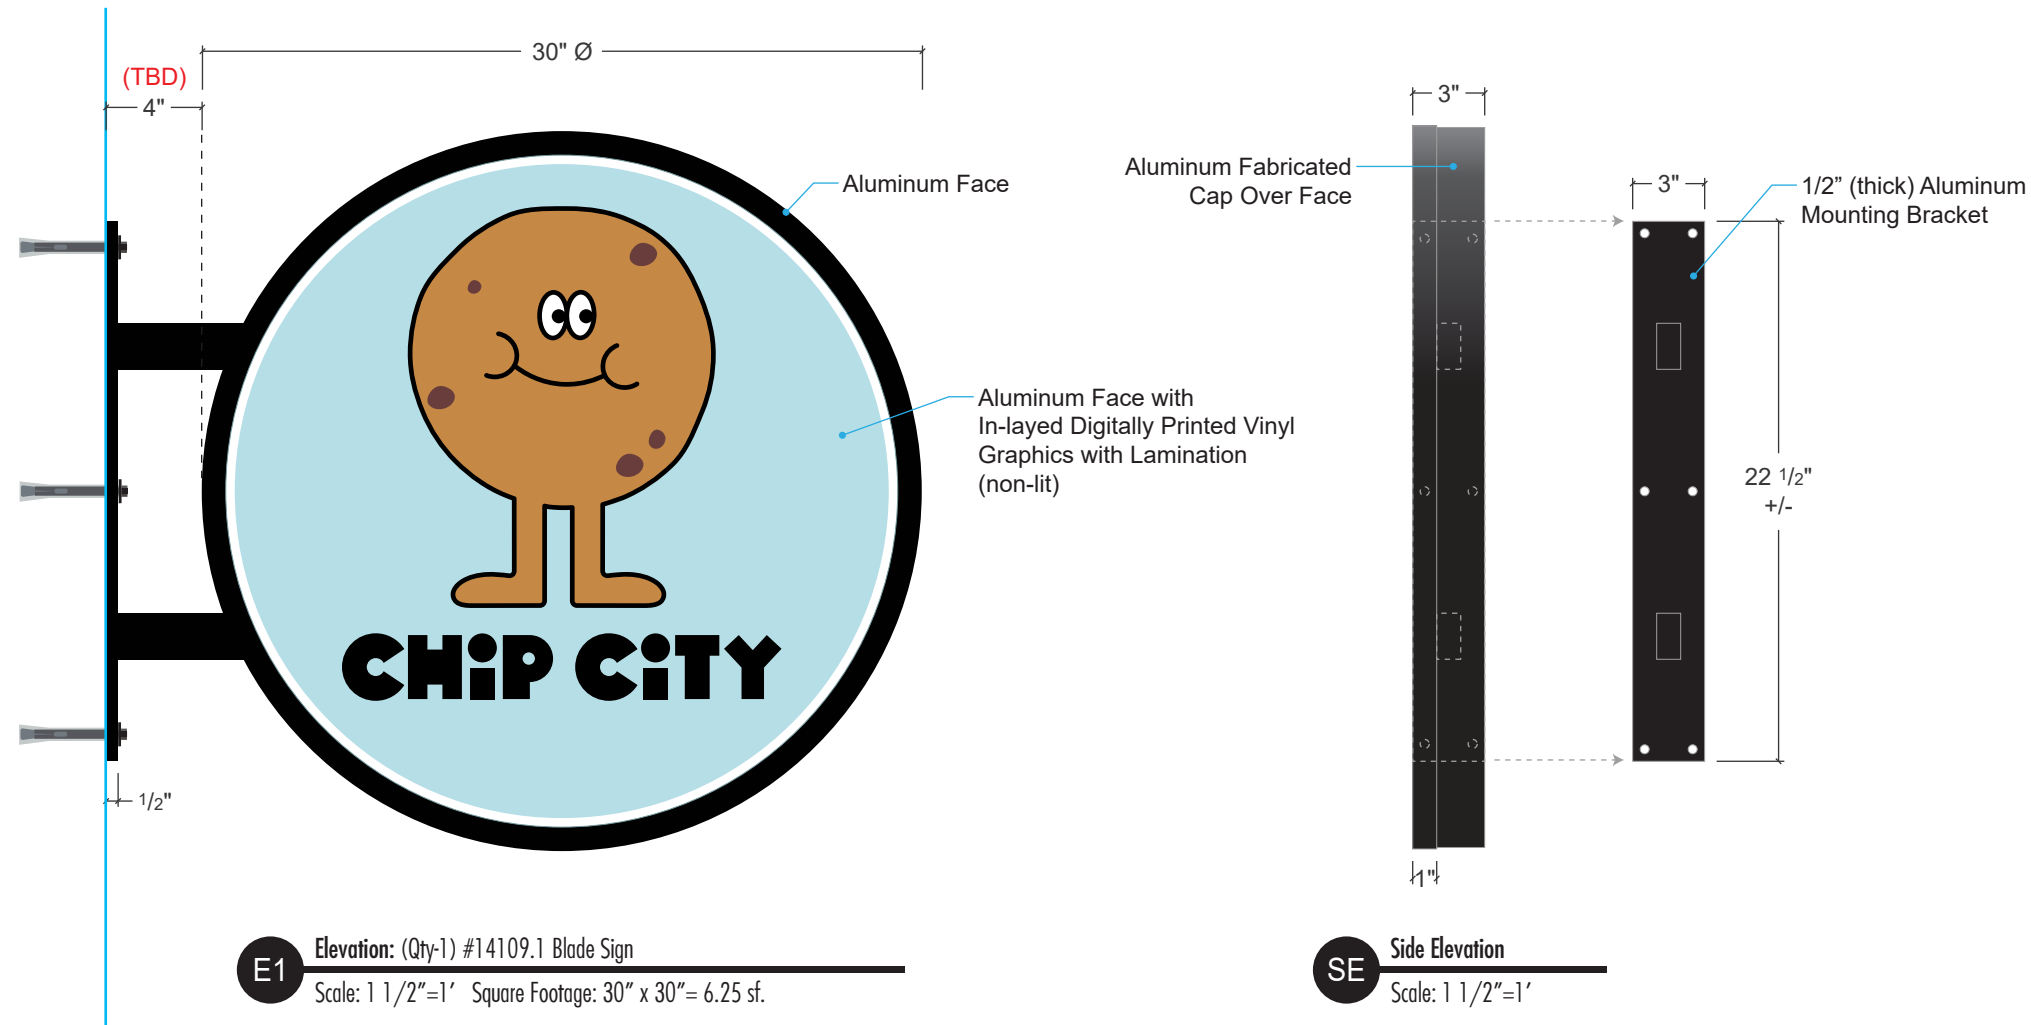 30" Ø
(TBD)
4"
Aluminum Face
Aluminum Face with
In-layed Digitally Printed Vinyl
Graphics with Lamination
(non-lit)
CHiP CiTY
1/2"
E1
Elevation: (Qty-1) #14109.1 Blade Sign
Scale: 1 1/2”=1’ Square Footage: 30” x 30”= 6.25 sf.
3"
Aluminum Fabricated
Cap Over Face
3"
1/2” (thick) Aluminum
Mounting Bracket
22 1/2"
+/-
1"
SE
Side Elevation
Scale: 1 1/2”=1’